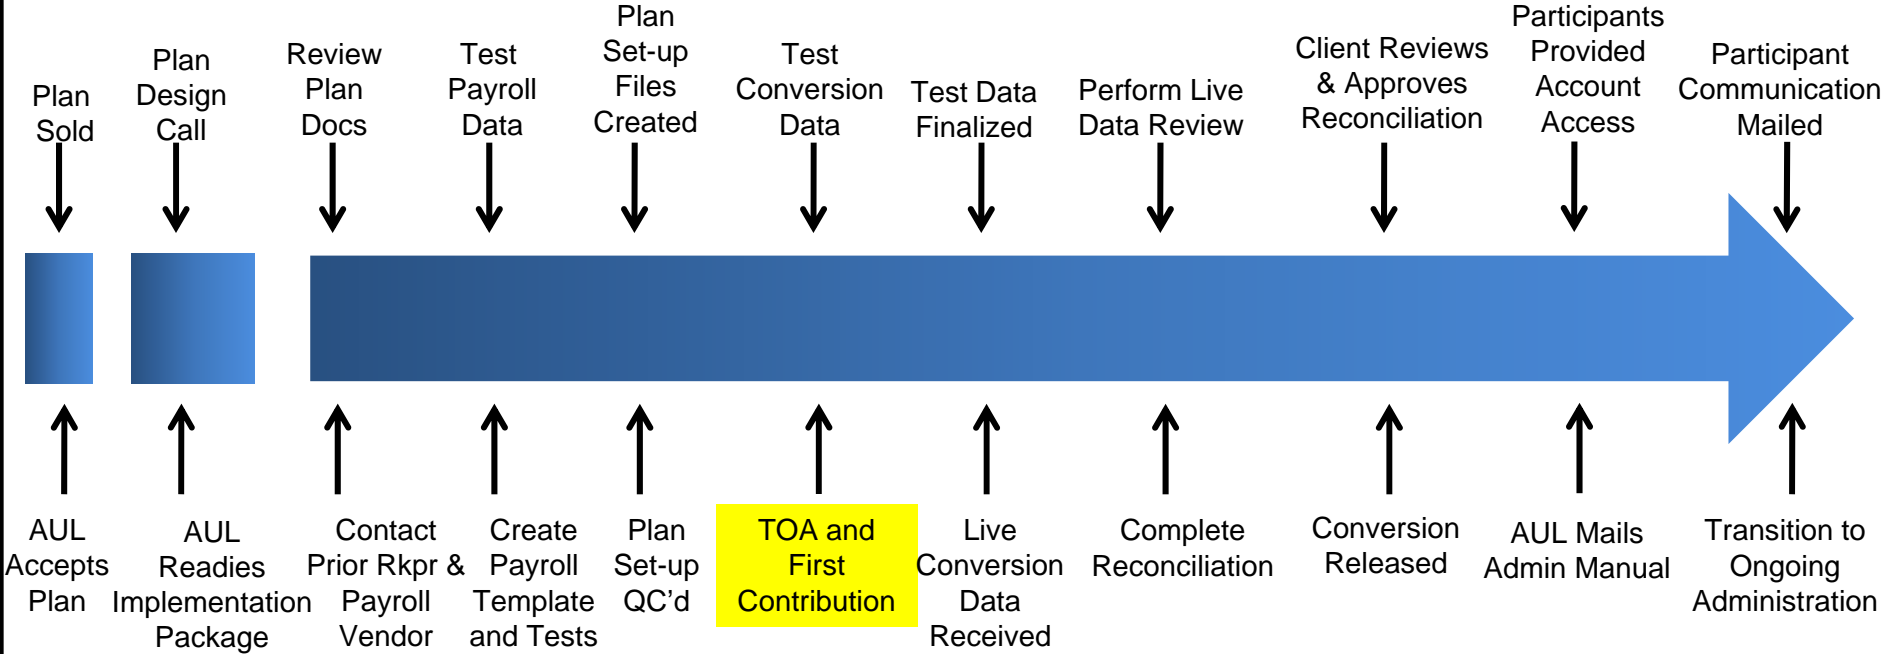 Plan
Sold
Plan
Design
Call
Review
Plan
Docs
Test
Payroll
Data
Plan
Set-up
Files
Created
Test
Conversion
Data
Test Data
Finalized
Perform Live
Data Review
Client Reviews
& Approves
Reconciliation
Participants
Provided
Account
Access
Participant
Communication
Mailed
AUL
Accepts
Plan
AUL
Readies
Implementation
Package
Contact
Prior Rkpr &
Payroll
Vendor
Create
Payroll
Template
and Tests
Plan
Set-up
QC’d
TOA and
First
Contribution
Live
Conversion
Data
Received
Complete
Reconciliation
Conversion
Released
AUL Mails
Admin Manual
Transition to
Ongoing
Administration